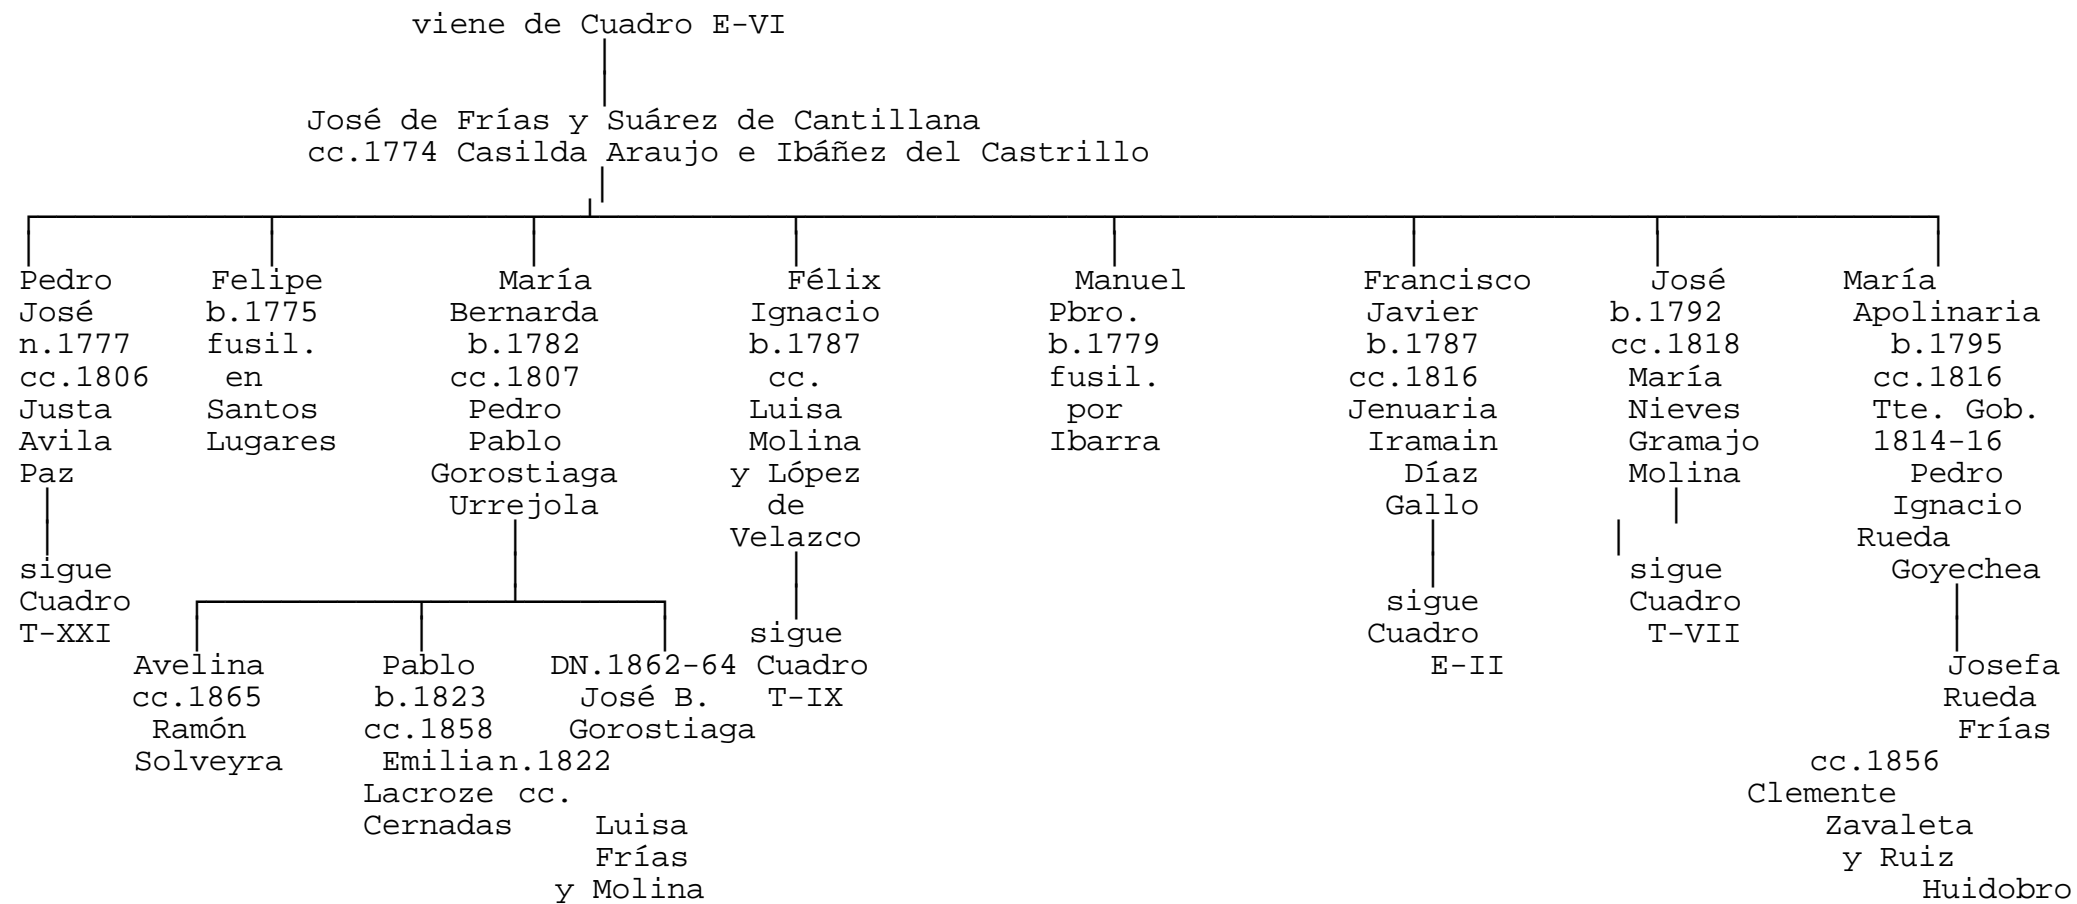 viene de Cuadro E-VI
José de Frías y Suárez de Cantillana
cc.1774 Casilda Araujo e Ibáñez del Castrillo
Pedro
José
n.1777
cc.1806
Justa
Avila
Paz
sigue
Cuadro
T-XXI
Felipe
b.1775
fusil.
en
Santos
Lugares
María
Bernarda
b.1782
cc.1807
Pedro
Pablo
Gorostiaga
Urrejola
Avelina
cc.1865
Ramón
Solveyra
Pablo
b.1823
cc.1858
Emilia
Lacroze
Cernadas
DN.1862-64
José B.
Gorostiaga
n.1822
cc.
Luisa
Frías
y Molina
Félix
Ignacio
b.1787
cc.
Luisa
Molina
y López
de
Velazco
sigue
Cuadro
T-IX
Manuel
Pbro.
b.1779
fusil.
por
Ibarra
Francisco
Javier
b.1787
cc.1816
Jenuaria
Iramain
Díaz
Gallo
sigue
Cuadro
E-II
José
b.1792
cc.1818
María
Nieves
Gramajo
Molina
sigue
Cuadro
T-VII
María
Apolinaria
b.1795
cc.1816
Tte. Gob.
1814-16
Pedro
Ignacio
Rueda
Goyechea
Josefa
Rueda
Frías
cc.1856
Clemente
Zavaleta
y Ruiz
Huidobro